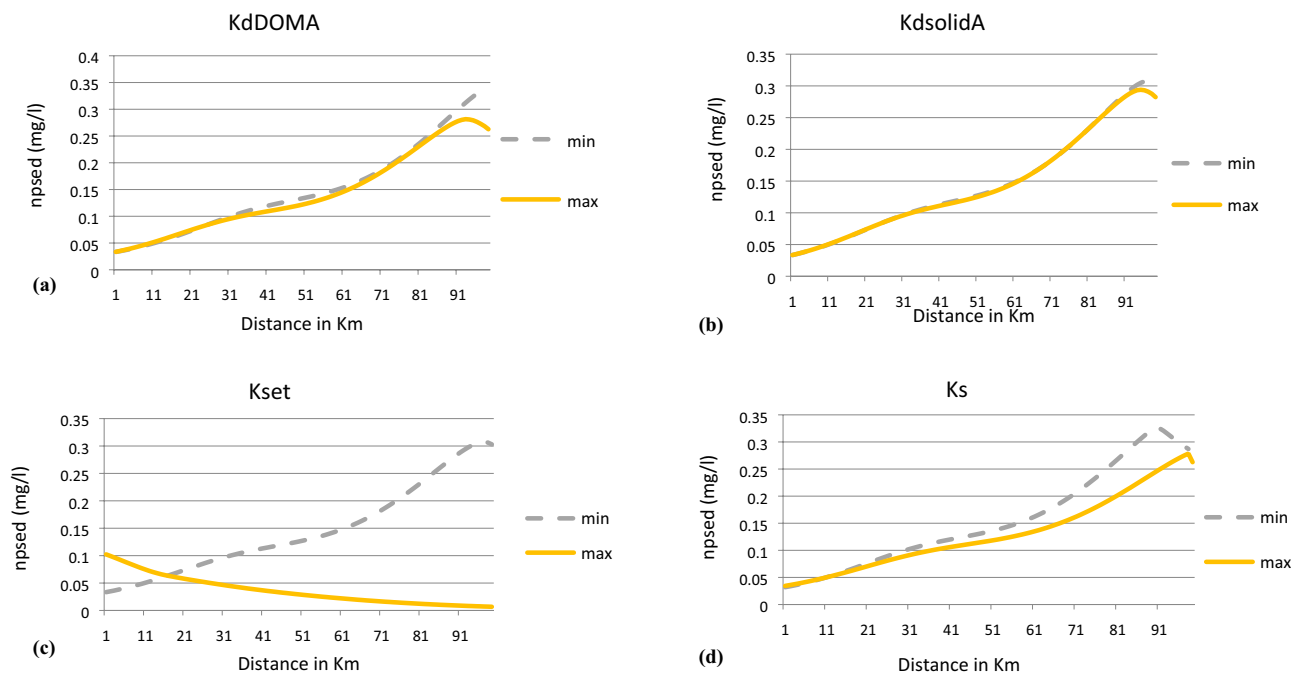 KdDOMA
0.4
0.35
0.3
0.25
0.2
0.15
0.1
0.05
0
npsed (mg/l)
1 11 21 31 41 51 61 71 81 91
Distance in Km
min
max
(a)
KdsolidA
0.35
0.3
0.25
0.2
0.15
0.1
0.05
0
npsed (mg/l)
1 11 21 31 41 51 61 71 81 91
Distance in Km
min
max
(b)
Kset
0.35
0.3
0.25
0.2
0.15
0.1
0.05
0
npsed (mg/l)
1 11 21 31 41 51 61 71 81 91
Distance in Km
min
max
(c)
Ks
0.35
0.3
0.25
0.2
0.15
0.1
0.05
0
npsed (mg/l)
1 11 21 31 41 51 61 71 81 91
Distance in Km
min
max
(d)